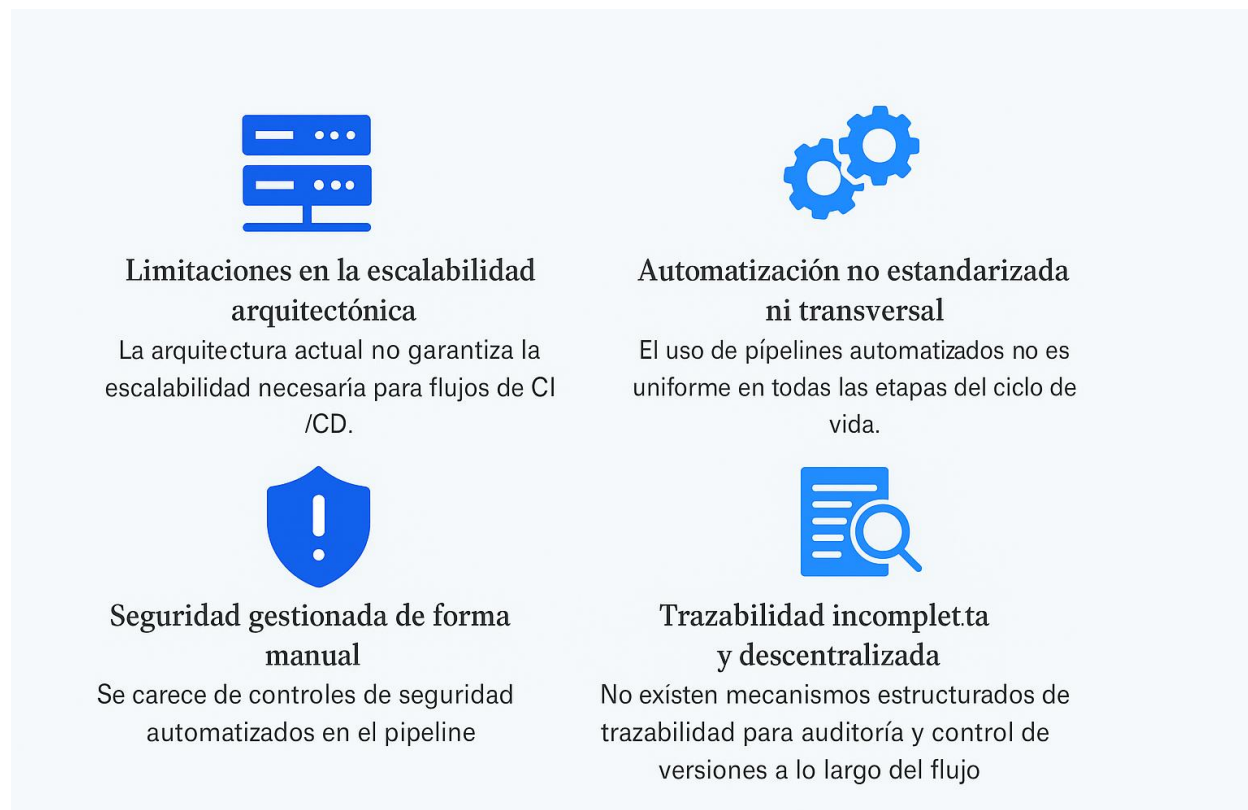 Limitaciones en la escalabilidad
arquitectónica
La arquitectura actual no garantiza la
escalabilidad necesaría para flujos de CI
/CD.
Automatización no estandarizada
ni transversal
El uso de pípelines automatizados no es
uniforme en todas las etapas del ciclo de
vida.
Seguridad gestionada de forma
manual
Se carece de controles de seguridad
automatizados en el pipeline
Trazabilidad incomplet.ta
y descentralizada
No exísten mecanismos estructurados de
trazabilidad para auditoría y control de
versiones a lo largo del flujo